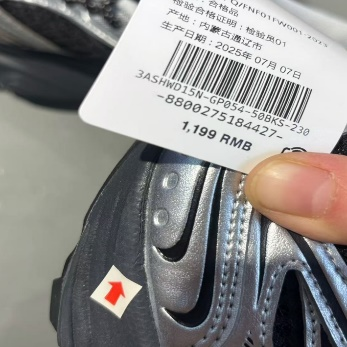 Q/FNF01FW001-2023
: 合格品
检验合格证明：检验员01
产地：内蒙古通辽市
生产日期：2025年 07月 07日
3ASHWD15N-GP054-50BKS-230
-8800275184427-
1,199 RMB